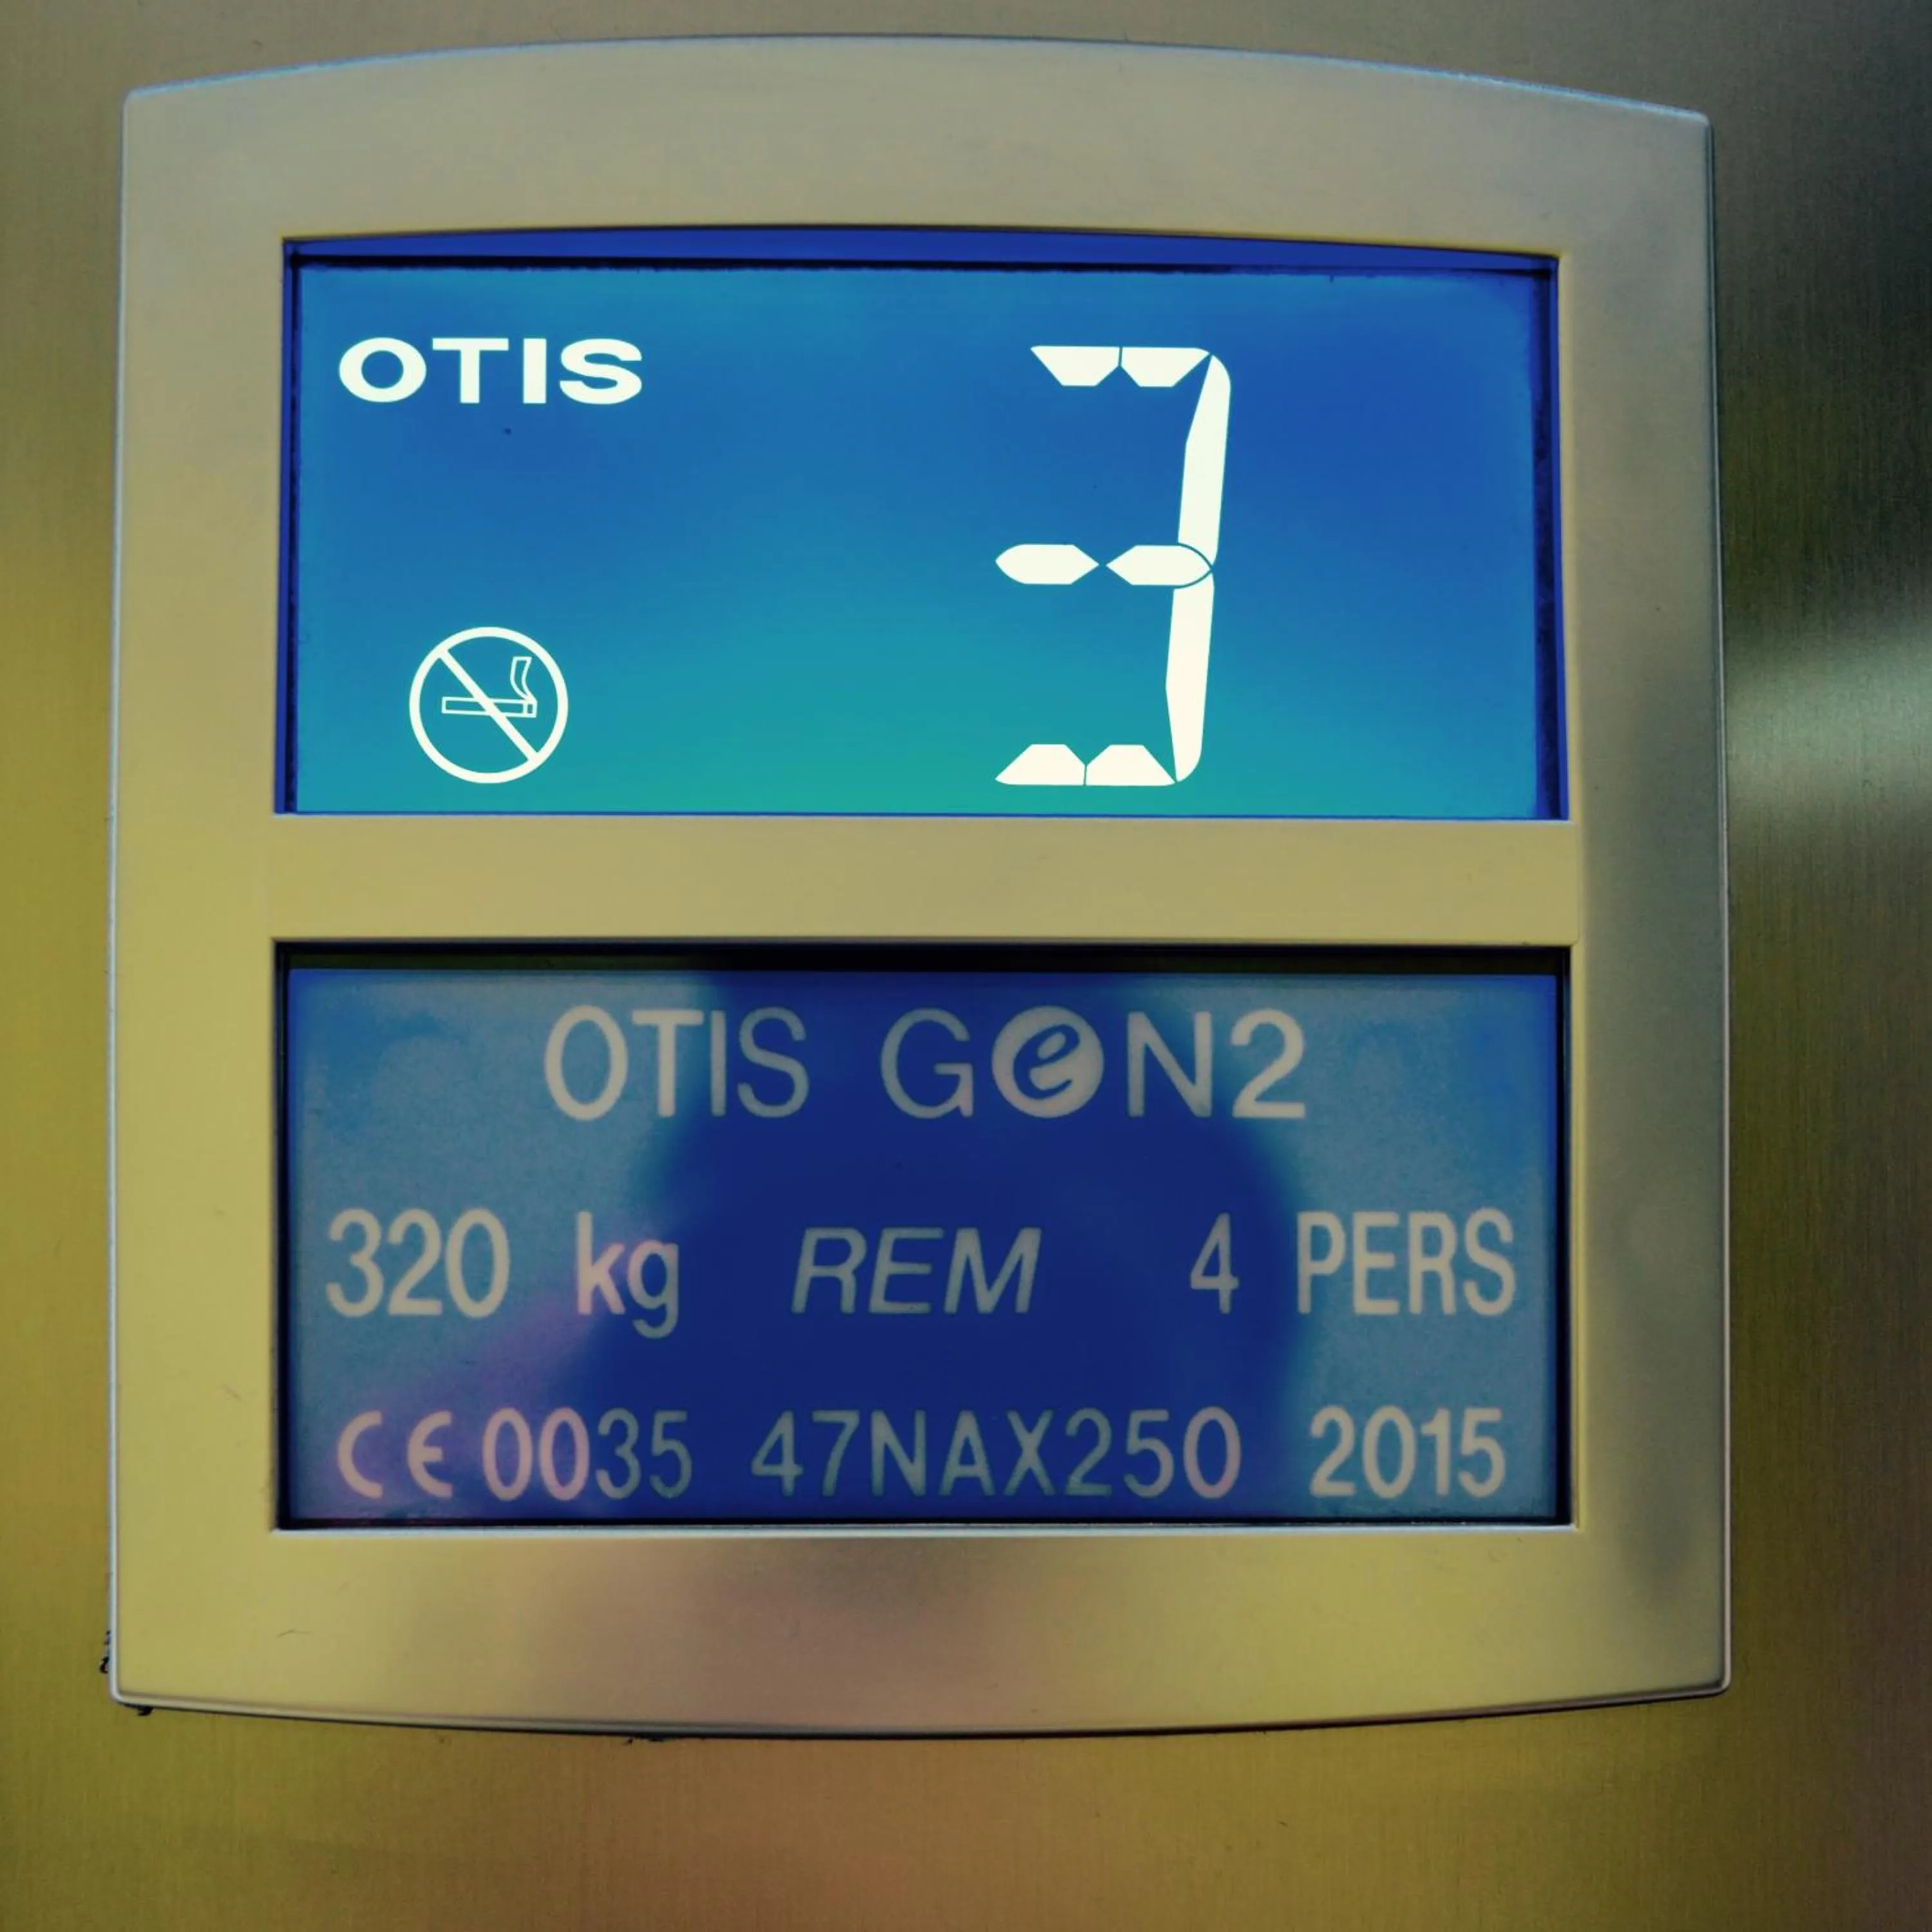 OTIS
3
OTIS GeN2
320 kg REM 4 PERS
CE 0035 47NAX250 2015